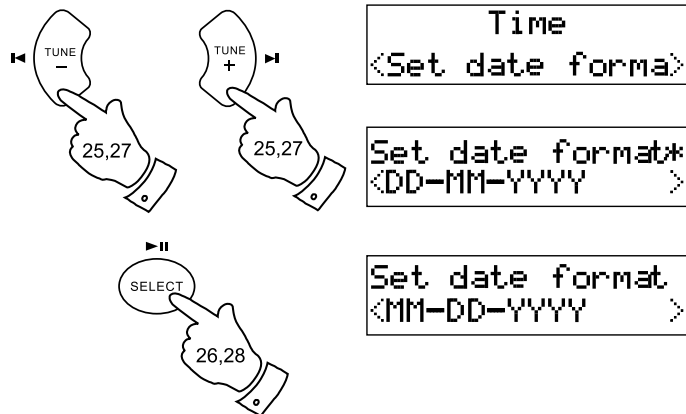 TUNE
–
TUNE
+
25,27
25,27
SELECT
26,28
Time
<Set date forma>
Set date format*
<DD-MM-YYYY >
Set date format
<MM-DD-YYYY >